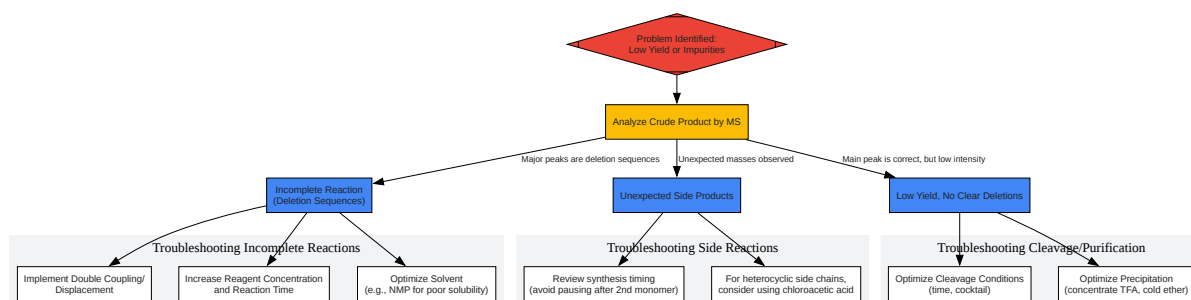 Problem Identified:
Low Yield or Impurities
Analyze Crude Product by MS
Major peaks are deletion sequences
Unexpected masses observed
Main peak is correct, but low intensity
Incomplete Reaction
(Deletion Sequences)
Unexpected Side Products
Low Yield, No Clear Deletions
Troubleshooting Incomplete Reactions
Troubleshooting Side Reactions
Troubleshooting Cleavage/Purification
Implement Double Coupling/
Displacement
Increase Reagent Concentration
and Reaction Time
Optimize Solvent
(e.g., NMP for poor solubility)
Review synthesis timing
(avoid pausing after 2nd monomer)
For heterocyclic side chains,
consider using chloroacetic acid
Optimize Cleavage Conditions
(time, cocktail)
Optimize Precipitation
(concentrate TFA, cold ether)